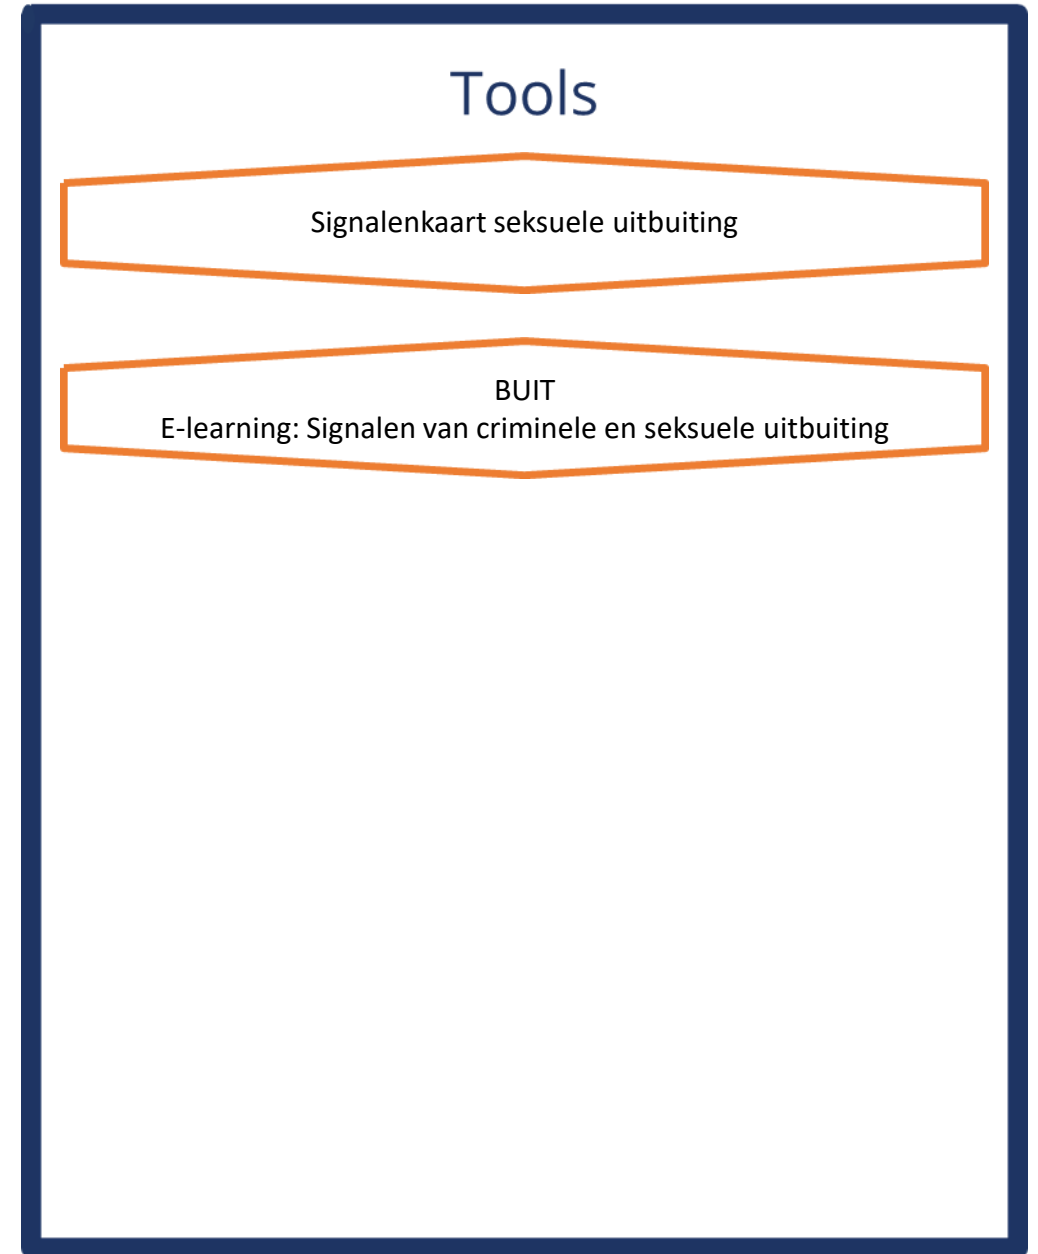 Tools
Signalenkaart seksuele uitbuiting
BUIT
E-learning: Signalen van criminele en seksuele uitbuiting